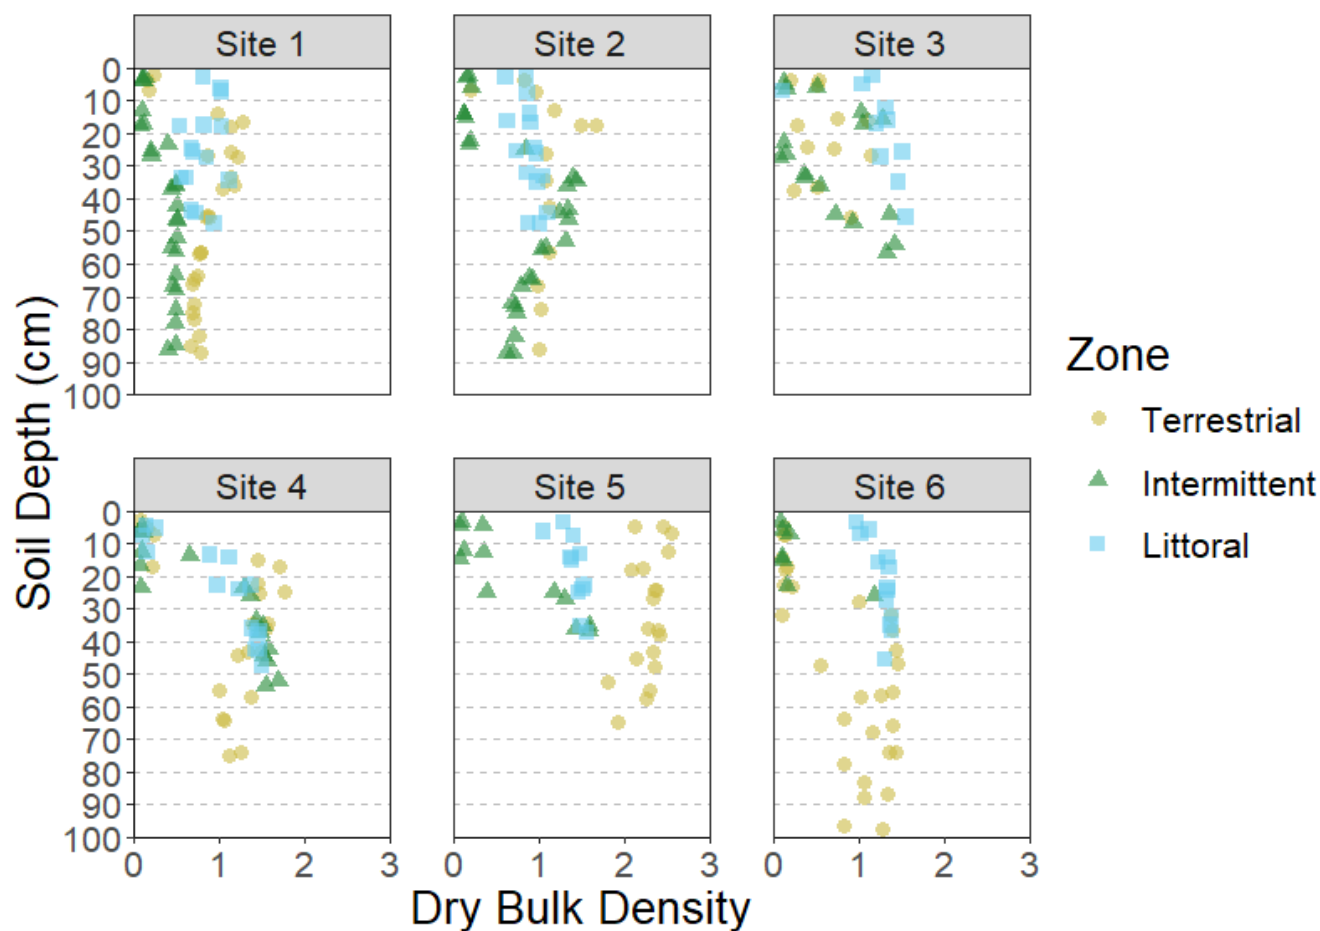 Site 1
Site 2
Site 3
0
10
20
30
40
50
60
70
80
90
100
Soil Depth (cm)
Site 4
Site 5
Site 6
0
10
20
30
40
50
60
70
80
90
100
0 1 2 3
0 1 2 3
0 1 2 3
Dry Bulk Density
Zone
Terrestrial
Intermittent
Littoral